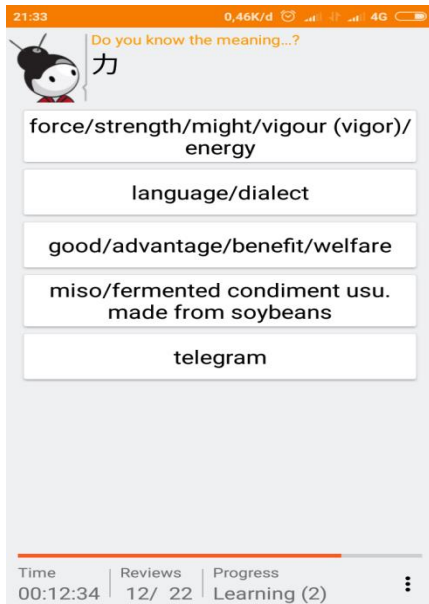 21:33 0,46K/d 4G
Do you know the meaning...?
力
force/strength/might/vigour (vigor)/
energy
language/dialect
good/advantage/benefit/welfare
miso/fermented condiment usu.
made from soybeans
telegram
Time Reviews Progress
00:12:34 12/ 22 Learning (2)